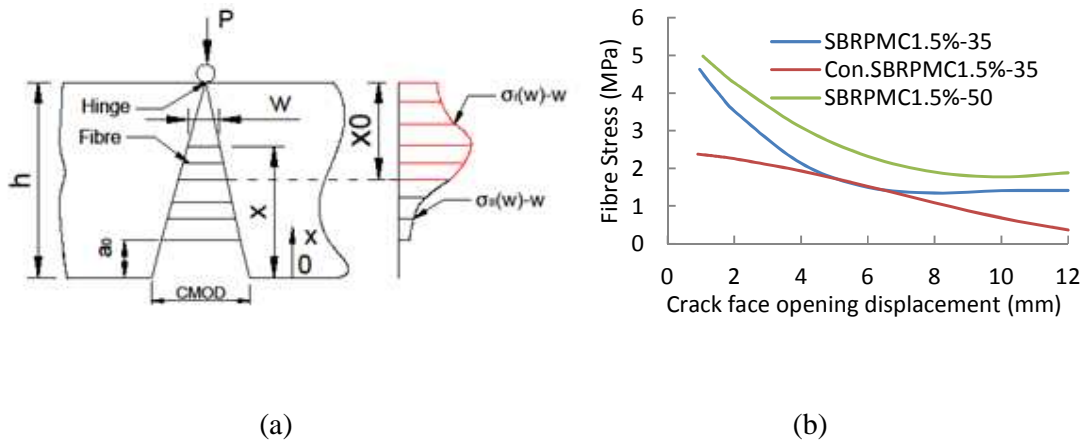 P
Hinge
W
Fibre
h
x
a₀
X
0
CMOD
X0
σI(w)-w
σII(w)-w
(a)
Fibre Stress (MPa)
6
5
4
3
2
1
0
SBRPMC1.5%-35
Con.SBRPMC1.5%-35
SBRPMC1.5%-50
0 2 4 6 8 10 12
Crack face opening displacement (mm)
(b)